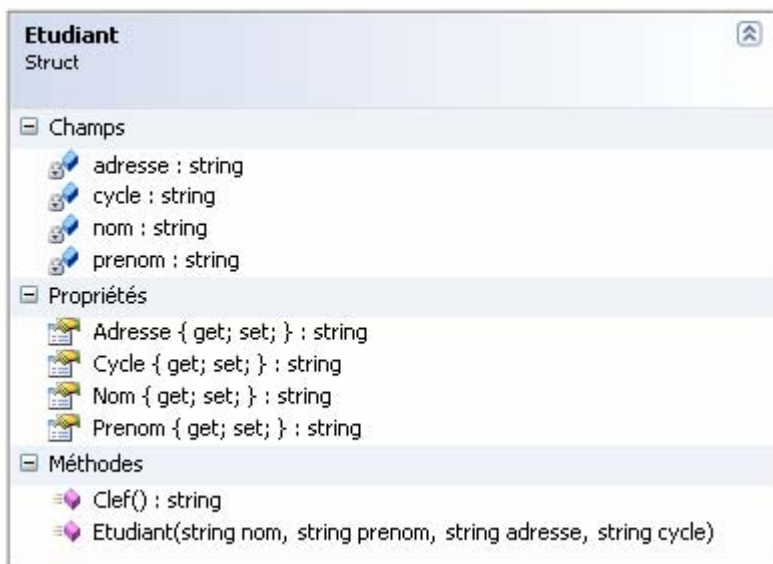 Etudiant
Struct
Champs
adresse : string
cycle : string
nom : string
prenom : string
Propriétés
Adresse { get; set; } : string
Cycle { get; set; } : string
Nom { get; set; } : string
Prenom { get; set; } : string
Méthodes
Clef() : string
Etudiant(string nom, string prenom, string adresse, string cycle)